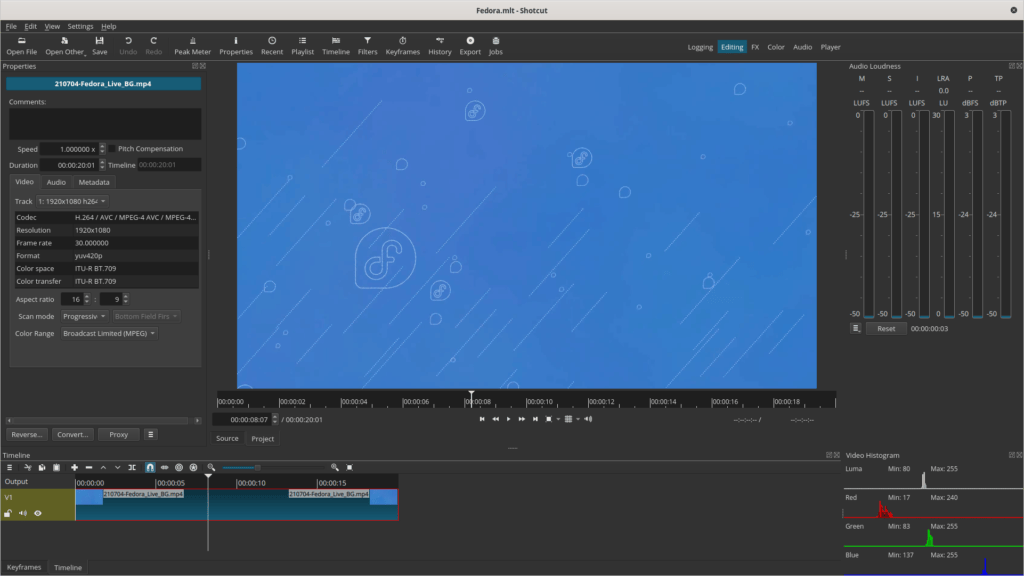 Fedora.mlt - Shotcut
File Edit View Settings Help
Open File Open Other Save Undo Redo Peak Meter Properties Recent Playlist Timeline Filters Keyframes History Export Jobs
Logging Editing FX Color Audio Player
Properties
210704-Fedora_Live_BG.mp4
Comments:
Speed 1.000000 x Pitch Compensation
Duration 00:00:20:01 Timeline 00:00:20:01
Video Audio Metadata
Track 1: 1920x1080 h264
Codec H.264 / AVC / MPEG-4 AVC / MPEG-4...
Resolution 1920x1080
Frame rate 30.000000
Format yuv420p
Color space ITU-R BT.709
Color transfer ITU-R BT.709
Aspect ratio 16 : 9
Scan mode Progressiv Bottom Field Firs
Color Range Broadcast Limited (MPEG)
Reverse... Convert... Proxy
00:00:00 00:00:02 00:00:04 00:00:06 00:00:08 00:00:10 00:00:12 00:00:14 00:00:16 00:00:18
00:00:08:07 / 00:00:20:01 --:--:--:-- / --:--:--:--
Source Project
Audio Loudness
M S I LRA P TP
-- -- -- 0.0 -- --
LUFS LUFS LUFS LU dBFS dBTP
0 0 0 30 3 3
-25 -25 -25 15 -24 -24
-50 -50 -50 0 -50 -50
Reset 00:00:00:03
Timeline
Output 00:00:00 00:00:05 00:00:10 00:00:15
V1 210704-Fedora_Live_BG.mp4 210704-Fedora_Live_BG.mp4
Keyframes Timeline
Video Histogram
Luma Min: 80 Max: 255
Red Min: 17 Max: 240
Green Min: 83 Max: 255
Blue Min: 137 Max: 255